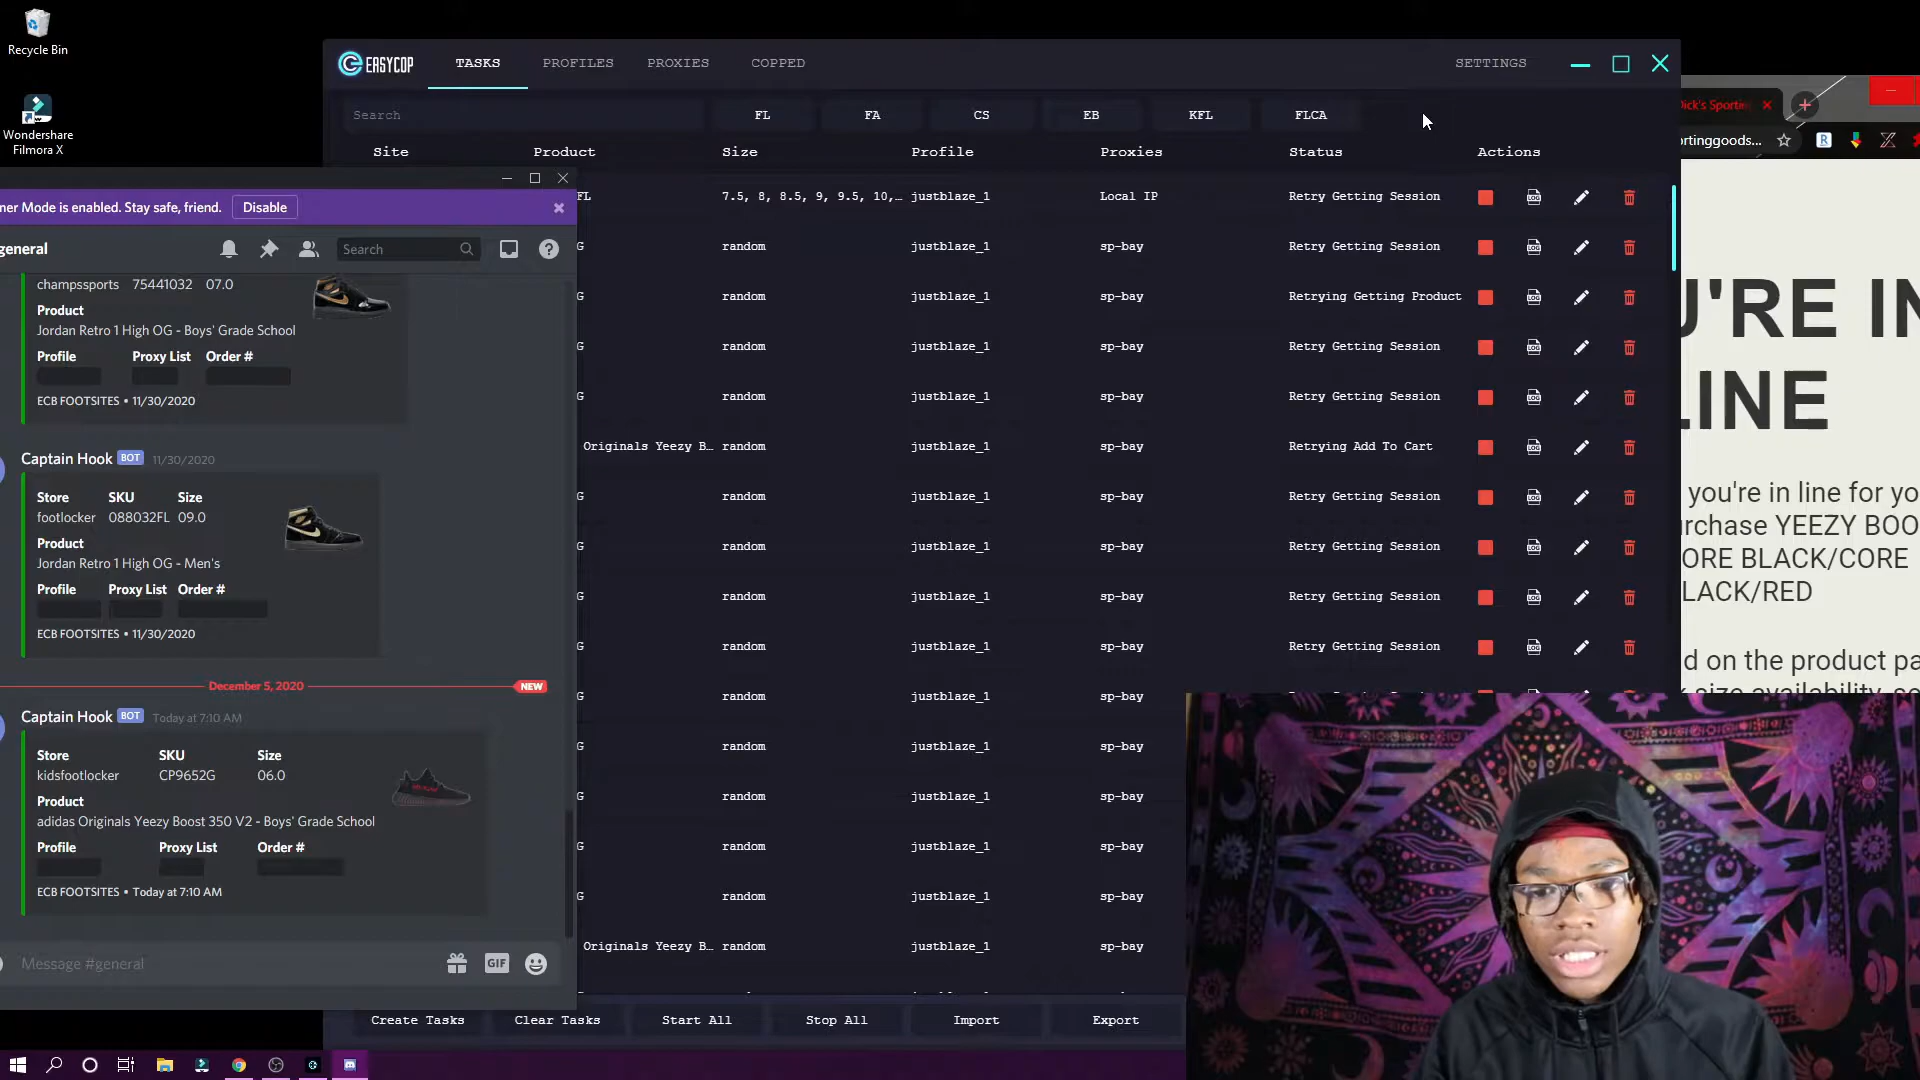 Recycle Bin
Wondershare
Filmora X
EASYCOP
TASKS PROFILES PROXIES COPPED SETTINGS
Search FL FA CS EB KFL FLCA
Site Product Size Profile Proxies Status Actions
FL 7.5, 8, 8.5, 9, 9.5, 10,… justblaze_1 Local IP Retry Getting Session
G random justblaze_1 sp-bay Retry Getting Session
G random justblaze_1 sp-bay Retrying Getting Product
G random justblaze_1 sp-bay Retry Getting Session
G random justblaze_1 sp-bay Retry Getting Session
Originals Yeezy B… random justblaze_1 sp-bay Retrying Add To Cart
G random justblaze_1 sp-bay Retry Getting Session
G random justblaze_1 sp-bay Retry Getting Session
G random justblaze_1 sp-bay Retry Getting Session
G random justblaze_1 sp-bay Retry Getting Session
G random justblaze_1 sp-bay
G random justblaze_1 sp-bay
G random justblaze_1 sp-bay
G random justblaze_1 sp-bay
G random justblaze_1 sp-bay
Originals Yeezy B… random justblaze_1 sp-bay
Create Tasks Clear Tasks Start All Stop All Import Export
ner Mode is enabled. Stay safe, friend. Disable
general Search
champssports 75441032 07.0
Product
Jordan Retro 1 High OG - Boys' Grade School
Profile Proxy List Order #
ECB FOOTSITES • 11/30/2020
Captain Hook BOT 11/30/2020
Store SKU Size
footlocker 088032FL 09.0
Product
Jordan Retro 1 High OG - Men's
Profile Proxy List Order #
ECB FOOTSITES • 11/30/2020
December 5, 2020 NEW
Captain Hook BOT Today at 7:10 AM
Store SKU Size
kidsfootlocker CP9652G 06.0
Product
adidas Originals Yeezy Boost 350 V2 - Boys' Grade School
Profile Proxy List Order #
ECB FOOTSITES • Today at 7:10 AM
Message #general
GIF
Dick's Sportin
ortinggoods...
U'RE IN
LINE
you're in line for yo
urchase YEEZY BOO
ORE BLACK/CORE
LACK/RED
d on the product pa